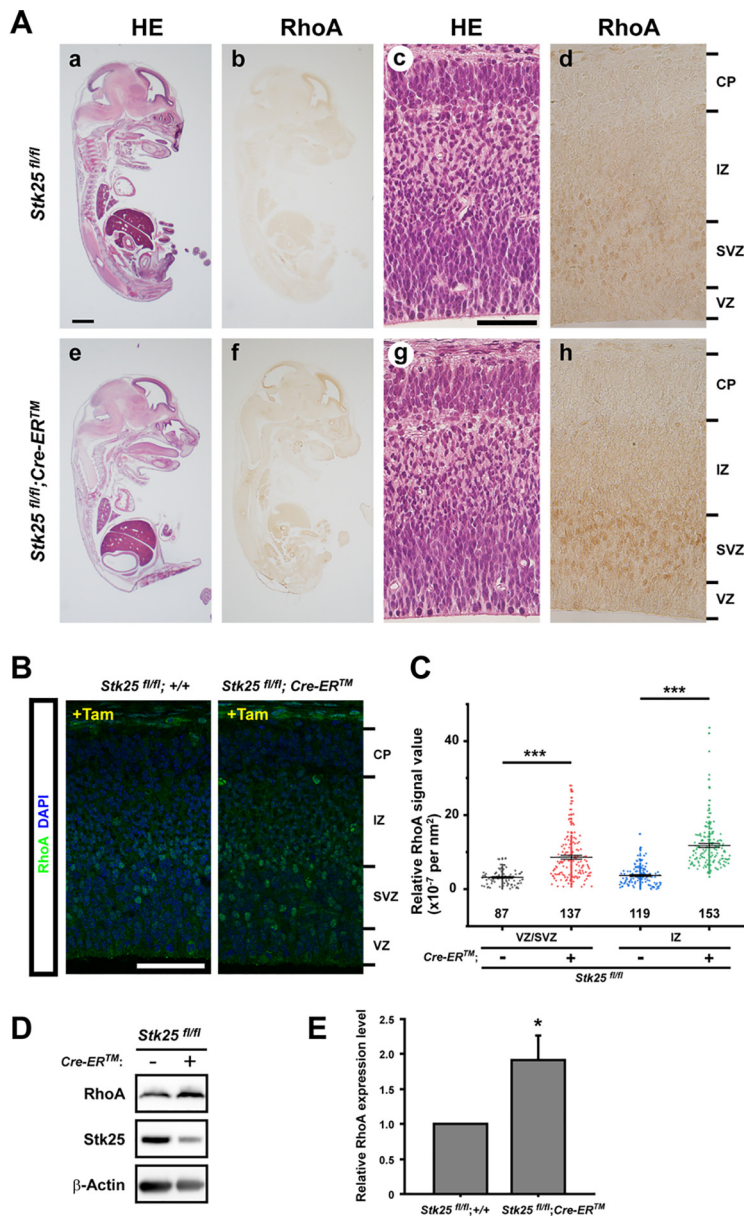 A
HE RhoA HE RhoA
Stk25 fl/fl
a b c d
CP
IZ
SVZ
VZ
Stk25 fl/fl;Cre-ERTM
e f g h
CP
IZ
SVZ
VZ
B
Stk25 fl/fl; +/+ Stk25 fl/fl; Cre-ERTM
RhoA DAPI
+Tam +Tam
CP
IZ
SVZ
VZ
C
Relative RhoA signal value
(x10-7 per nm2)
40
20
0
*** ***
87 137 119 153
VZ/SVZ IZ
Cre-ERTM: - + - +
Stk25 fl/fl
D
Stk25 fl/fl
Cre-ERTM: - +
RhoA
Stk25
β-Actin
E
Relative RhoA expression level
2.5
2.0
1.5
1.0
0.5
0
*
Stk25 fl/fl;+/+ Stk25 fl/fl;Cre-ERTM